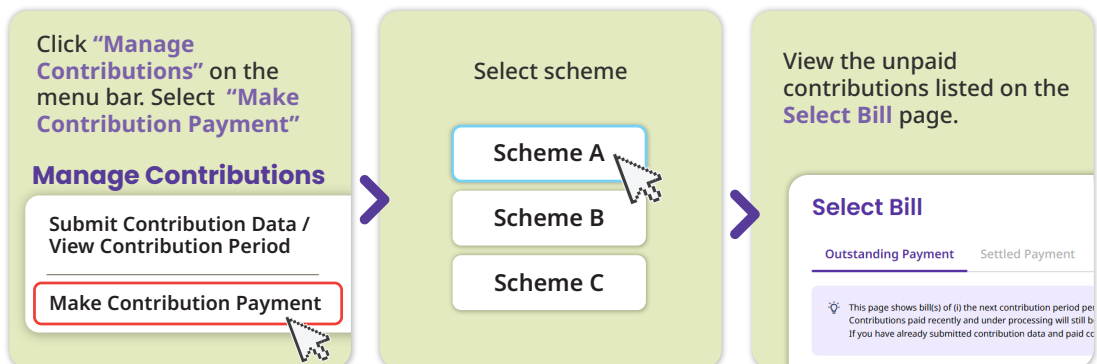 Click “Manage
Contributions” on the
menu bar. Select “Make
Contribution Payment”
Manage Contributions
Submit Contribution Data /
View Contribution Period
Make Contribution Payment
Select scheme
Scheme A
Scheme B
Scheme C
View the unpaid
contributions listed on the
Select Bill page.
Select Bill
Outstanding Payment Settled Payment
This page shows bill(s) of (i) the next contribution period
Contributions paid recently and under processing will still
If you have already submitted contribution data and paid